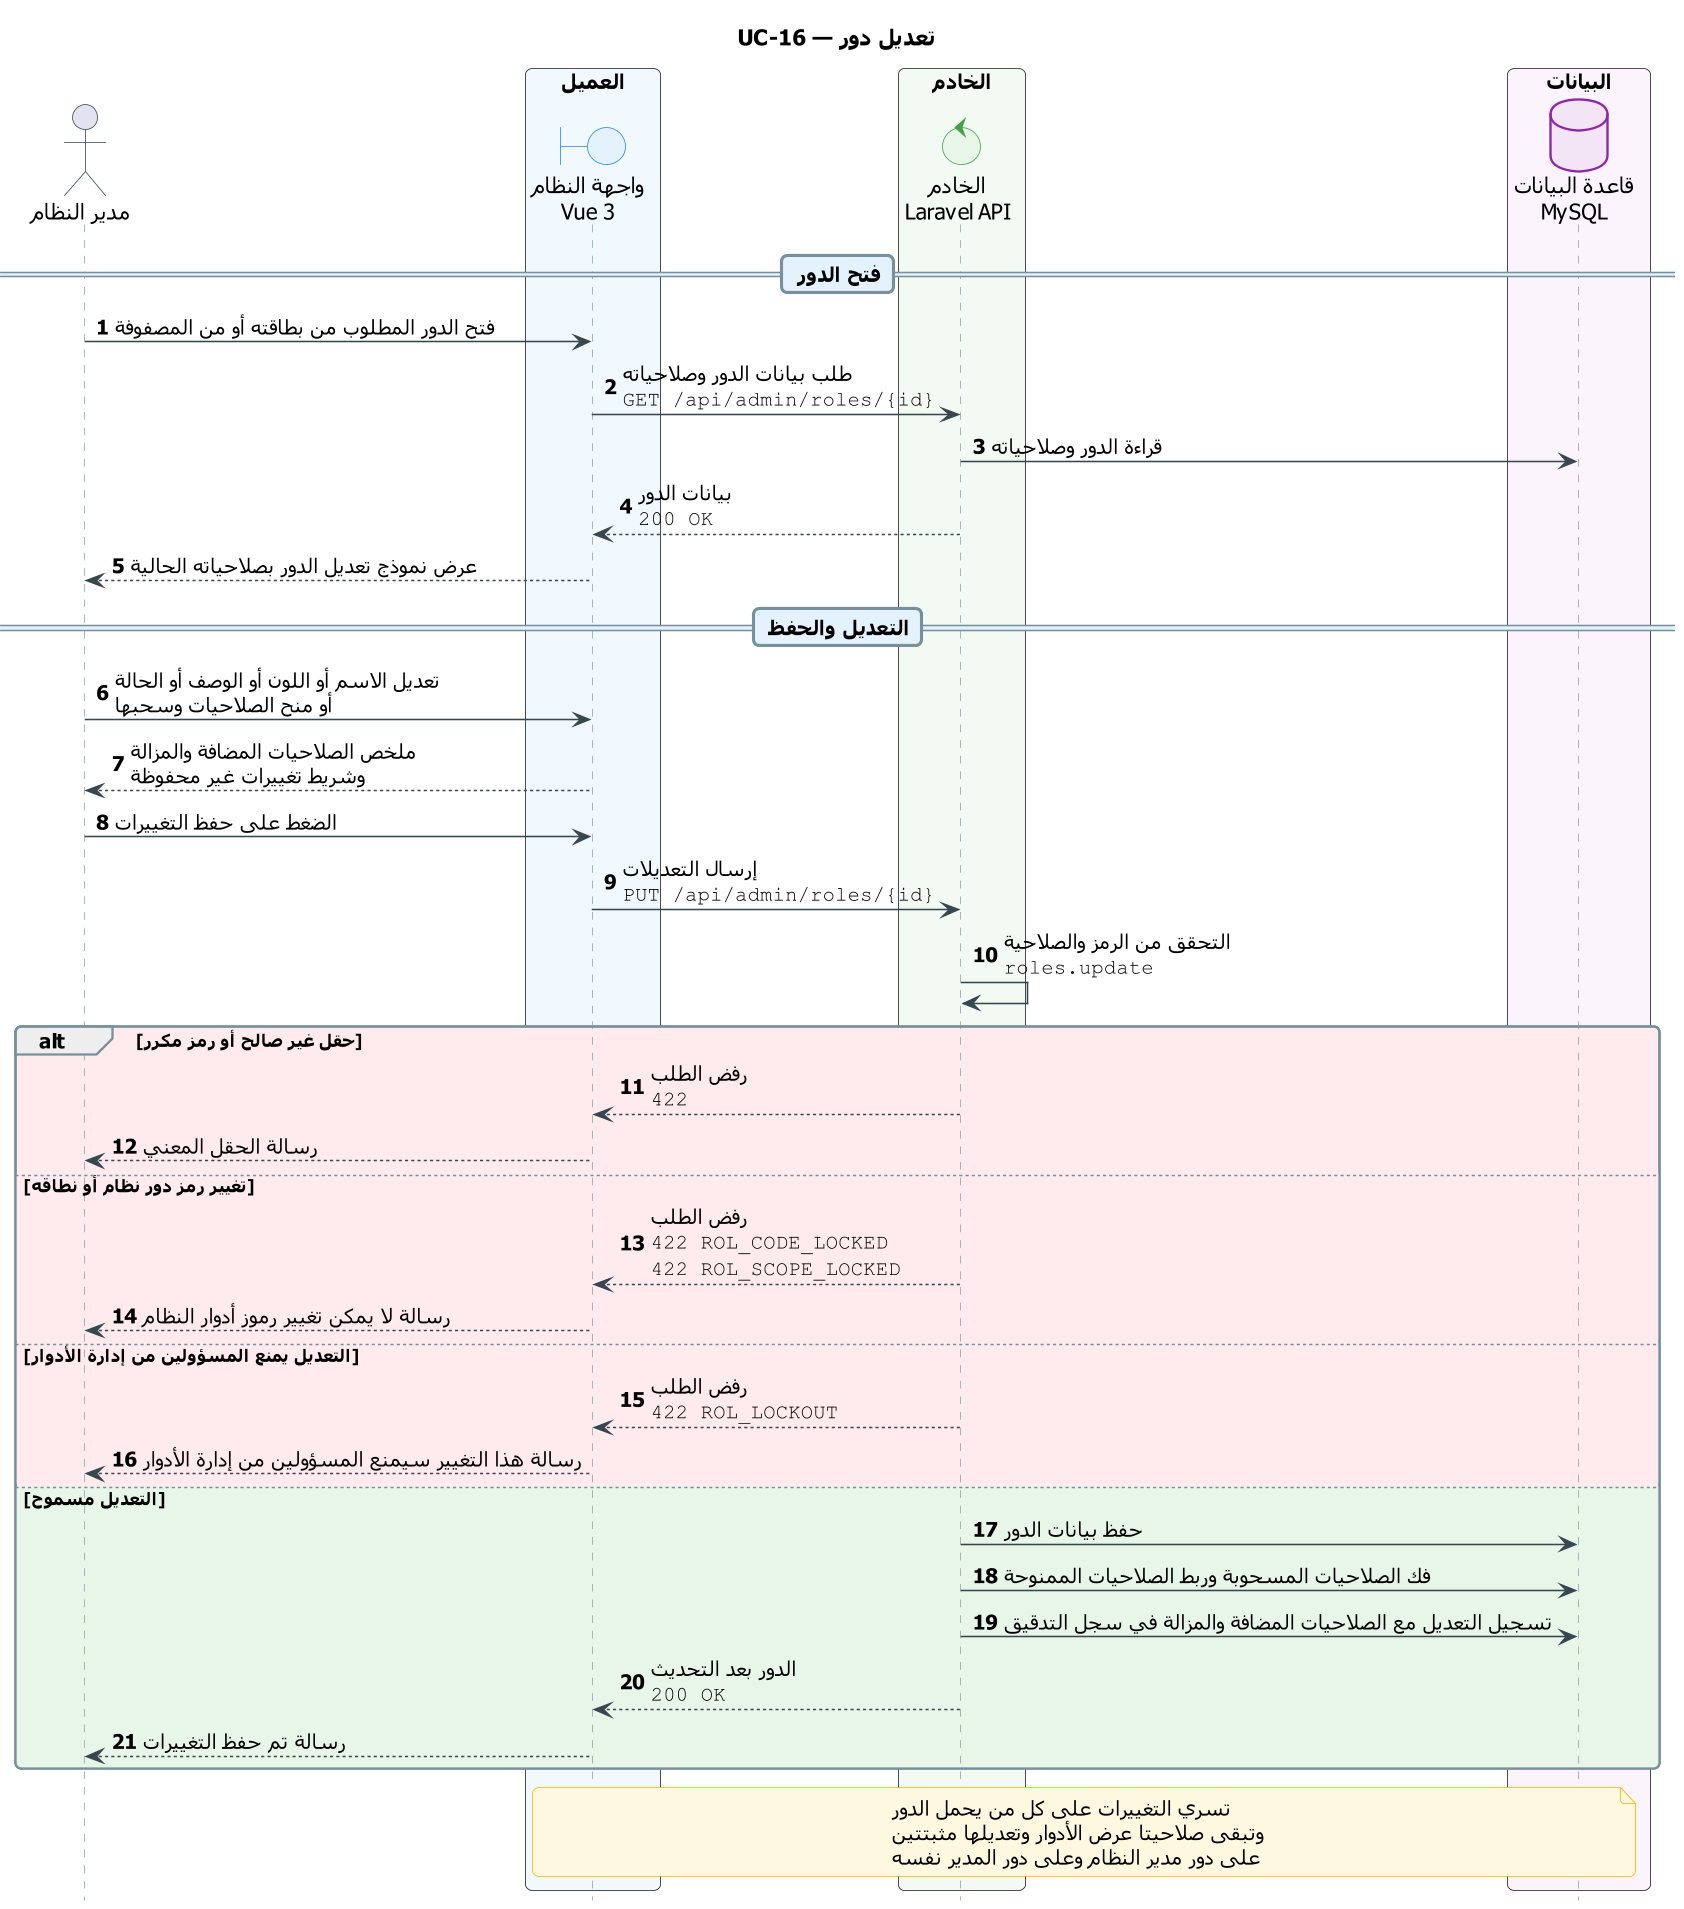 UC-16 — تعديل دور
العميل
الخادم
البيانات
مدير النظام
واجهة النظام
Vue 3
الخادم
Laravel API
قاعدة البيانات
MySQL
فتح الدور
1 فتح الدور المطلوب من بطاقته أو من المصفوفة
2 طلب بيانات الدور وصلاحياته
GET /api/admin/roles/{id}
3 قراءة الدور وصلاحياته
4 بيانات الدور
200 OK
5 عرض نموذج تعديل الدور بصلاحياته الحالية
التعديل والحفظ
6 تعديل الاسم أو اللون أو الوصف أو الحالة
أو منح الصلاحيات وسحبها
7 ملخص الصلاحيات المضافة والمزالة
وشريط تغييرات غير محفوظة
8 الضغط على حفظ التغييرات
9 إرسال التعديلات
PUT /api/admin/roles/{id}
10 التحقق من الرمز والصلاحية
roles.update
alt [حقل غير صالح أو رمز مكرر]
11 رفض الطلب
422
12 رسالة الحقل المعني
[تغيير رمز دور نظام أو نطاقه]
13 رفض الطلب
422 ROL_CODE_LOCKED
422 ROL_SCOPE_LOCKED
14 رسالة لا يمكن تغيير رموز أدوار النظام
[التعديل يمنع المسؤولين من إدارة الأدوار]
15 رفض الطلب
422 ROL_LOCKOUT
16 رسالة هذا التغيير سيمنع المسؤولين من إدارة الأدوار
[التعديل مسموح]
17 حفظ بيانات الدور
18 فك الصلاحيات المسحوبة وربط الصلاحيات الممنوحة
19 تسجيل التعديل مع الصلاحيات المضافة والمزالة في سجل التدقيق
20 الدور بعد التحديث
200 OK
21 رسالة تم حفظ التغييرات
تسري التغييرات على كل من يحمل الدور
وتبقى صلاحيتا عرض الأدوار وتعديلها مثبتتين
على دور مدير النظام وعلى دور المدير نفسه